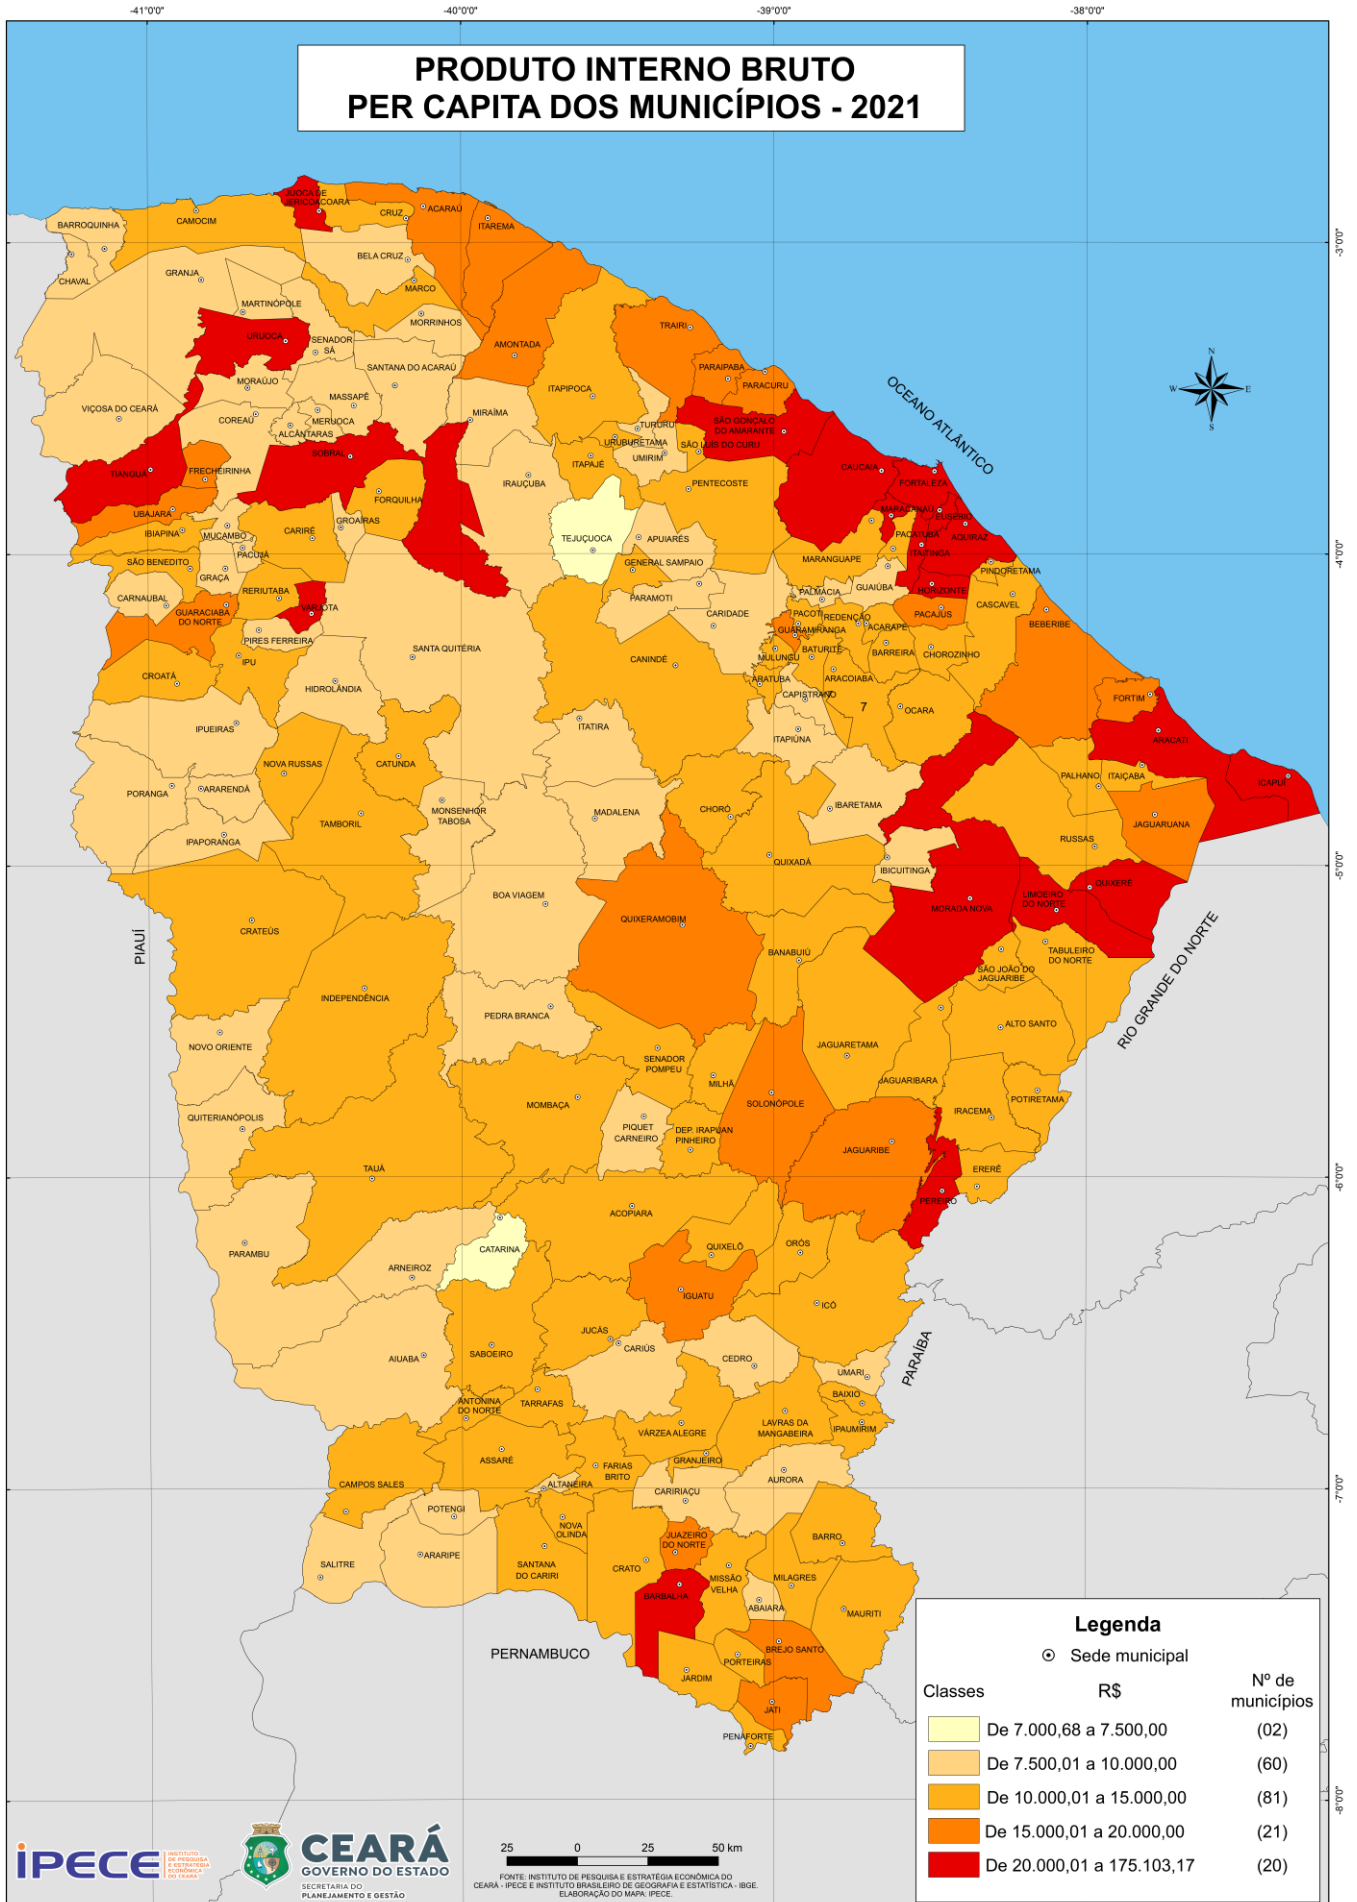 -41°0'0"
-40°0'0"
-39°0'0"
-38°0'0"
PRODUTO INTERNO BRUTO
PER CAPITA DOS MUNICÍPIOS - 2021
JIJOCA DE
JERICOACOARA
CRUZ
ACARAÚ
ITAREMA
CAMOCIM
BARROQUINHA
-3°0'0"
BELA CRUZ
CHAVAL
GRANJA
MARCO
MARTINÓPOLE
MORRINHOS
TRAIRI
URUOCA
SENADOR
SÁ
AMONTADA
N
W
E
S
SANTANA DO ACARAÚ
PARAIPABA
PARACURU
MORAÚJO
ITAPIPOCA
OCEANO ATLÂNTICO
VIÇOSA DO CEARÁ
MASSAPÊ
COREAÚ
MERUOCA
ALCÂNTARAS
MIRAÍMA
TURURU
SÃO GONÇALO
DO AMARANTE
URUBURETAMA
SÃO LUÍS DO CURU
SOBRAL
UMIRIM
ITAPAJÉ
TIANGUÁ
FRECHEIRINHA
CAUCAIA
FORTALEZA
IRAUÇUBA
PENTECOSTE
FORQUILHA
UBAJARA
MARACANAÚ
EUSÉBIO
IBIAPINA
MUCAMBO
CARIRÉ
GROAÍRAS
PACATUBA
AQUIRAZ
TEJUÇUOCA
APUIARÉS
ITAITINGA
PACUJÁ
MARANGUAPE
SÃO BENEDITO
GENERAL SAMPAIO
-4°0'0"
PINDORETAMA
GRAÇA
GUAIÚBA
HORIZONTE
RERIUTABA
PALMÁCIA
CARNAUBAL
PARAMOTI
CASCAVEL
GUARACIABA
DO NORTE
VARJOTA
CARIDADE
PACOTI
REDENÇÃO
PACAJUS
BEBERIBE
GUARAMIRANGA
ACARAPE
PIRES FERREIRA
SANTA QUITÉRIA
MULUNGU
BATURITÉ
BARREIRA
CHOROZINHO
IPU
CANINDÉ
CROATÁ
ARATUBA
ARACOIABA
HIDROLÂNDIA
CAPISTRANO
7
7
OCARA
FORTIM
IPUEIRAS
ITATIRA
ITAPIÚNA
ARACATI
NOVA RUSSAS
CATUNDA
PALHANO
ITAIÇABA
ICAPUÍ
PORANGA
ARARENDÁ
MONSENHOR
TABOSA
MADALENA
CHORÓ
IBARETAMA
TAMBORIL
JAGUARUANA
IPAPORANGA
RUSSAS
-5°0'0"
QUIXADÁ
IBICUITINGA
BOA VIAGEM
QUIXERÉ
LIMOEIRO
DO NORTE
MORADA NOVA
QUIXERAMOBIM
CRATEÚS
PIAUÍ
BANABUIÚ
TABULEIRO
DO NORTE
SÃO JOÃO DO
JAGUARIBE
RIO GRANDE DO NORTE
INDEPENDÊNCIA
PEDRA BRANCA
ALTO SANTO
NOVO ORIENTE
JAGUARETAMA
SENADOR
POMPEU
MILHÃ
JAGUARIBARA
POTIRETAMA
MOMBAÇA
SOLONÓPOLE
IRACEMA
QUITERIANÓPOLIS
PIQUET
CARNEIRO
DEP. IRAPUAN
PINHEIRO
JAGUARIBE
TAUÁ
ERERÊ
-6°0'0"
PEREIRO
ACOPIARA
CATARINA
PARAMBU
QUIXELÔ
ORÓS
ARNEIROZ
IGUATU
ICÓ
JUCÁS
CARIÚS
SABOEIRO
AIUABA
CEDRO
PARAÍBA
UMARI
BAIXIO
ANTONINA
DO NORTE
TARRAFAS
VÁRZEA ALEGRE
LAVRAS DA
MANGABEIRA
IPAUMIRIM
ASSARÉ
FARIAS
BRITO
GRANJEIRO
CAMPOS SALES
ALTANEIRA
AURORA
-7°0'0"
CARIRIAÇU
POTENGI
NOVA
OLINDA
JUAZEIRO
DO NORTE
BARRO
SALITRE
ARARIPE
SANTANA
DO CARIRI
CRATO
MISSÃO
VELHA
MILAGRES
BARBALHA
ABAIARA
MAURITI
PERNAMBUCO
BREJO SANTO
PORTEIRAS
JARDIM
JATI
PENAFORTE
-8°0'0"
Legenda
Sede municipal
Classes
R$
Nº de
municípios
De 7.000,68 a 7.500,00
(02)
De 7.500,01 a 10.000,00
(60)
De 10.000,01 a 15.000,00
(81)
De 15.000,01 a 20.000,00
(21)
De 20.000,01 a 175.103,17
(20)
iPECE
INSTITUTO
DE PESQUISA
E ESTRATÉGIA
ECONÔMICA
DO CEARÁ
CEARÁ
GOVERNO DO ESTADO
SECRETARIA DO
PLANEJAMENTO E GESTÃO
25
0
25
50 km
FONTE: INSTITUTO DE PESQUISA E ESTRATÉGIA ECONÔMICA DO
CEARÁ - IPECE E INSTITUTO BRASILEIRO DE GEOGRAFIA E ESTATÍSTICA - IBGE.
ELABORAÇÃO DO MAPA: IPECE.